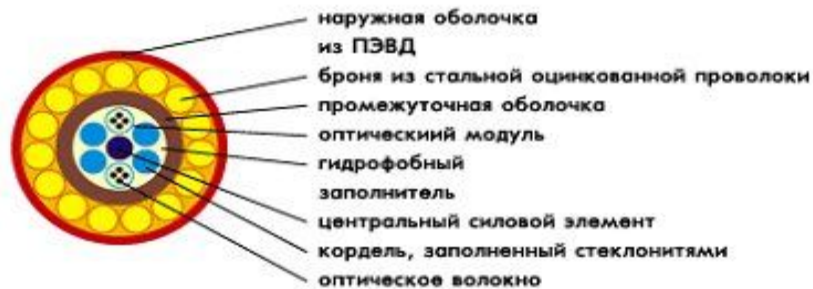 наружная оболочка
из ПЭВД
броня из стальной оцинкованной проволоки
промежуточная оболочка
оптическиий модуль
гидрофобный
заполнитель
центральный силовой элемент
кордель, заполненный стеклонитями
оптическое волокно